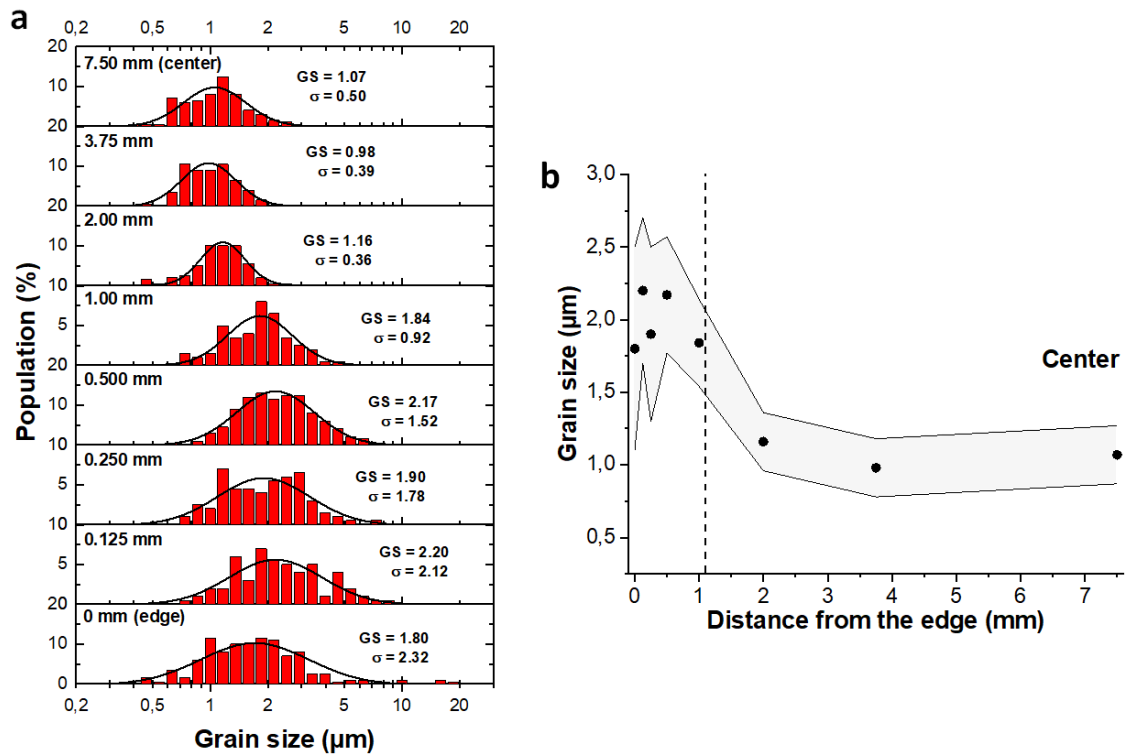 a
0,2 0,5 1 2 5 10 20
20
7.50 mm (center)
GS = 1.07
10
σ = 0.50
20
3.75 mm
GS = 0.98
10
σ = 0.39
20
2.00 mm
GS = 1.16
10
σ = 0.36
10
1.00 mm
GS = 1.84
5
σ = 0.92
20
0.500 mm
GS = 2.17
10
σ = 1.52
10
0.250 mm
GS = 1.90
5
σ = 1.78
10
0.125 mm
GS = 2.20
5
σ = 2.12
20
0 mm (edge)
GS = 1.80
10
σ = 2.32
0
0,2 0,5 1 2 5 10 20
Population (%)
Grain size (µm)
b
3,0
2,5
2,0
1,5
1,0
0,5
Grain size (µm)
Center
0 1 2 3 4 5 6 7
Distance from the edge (mm)